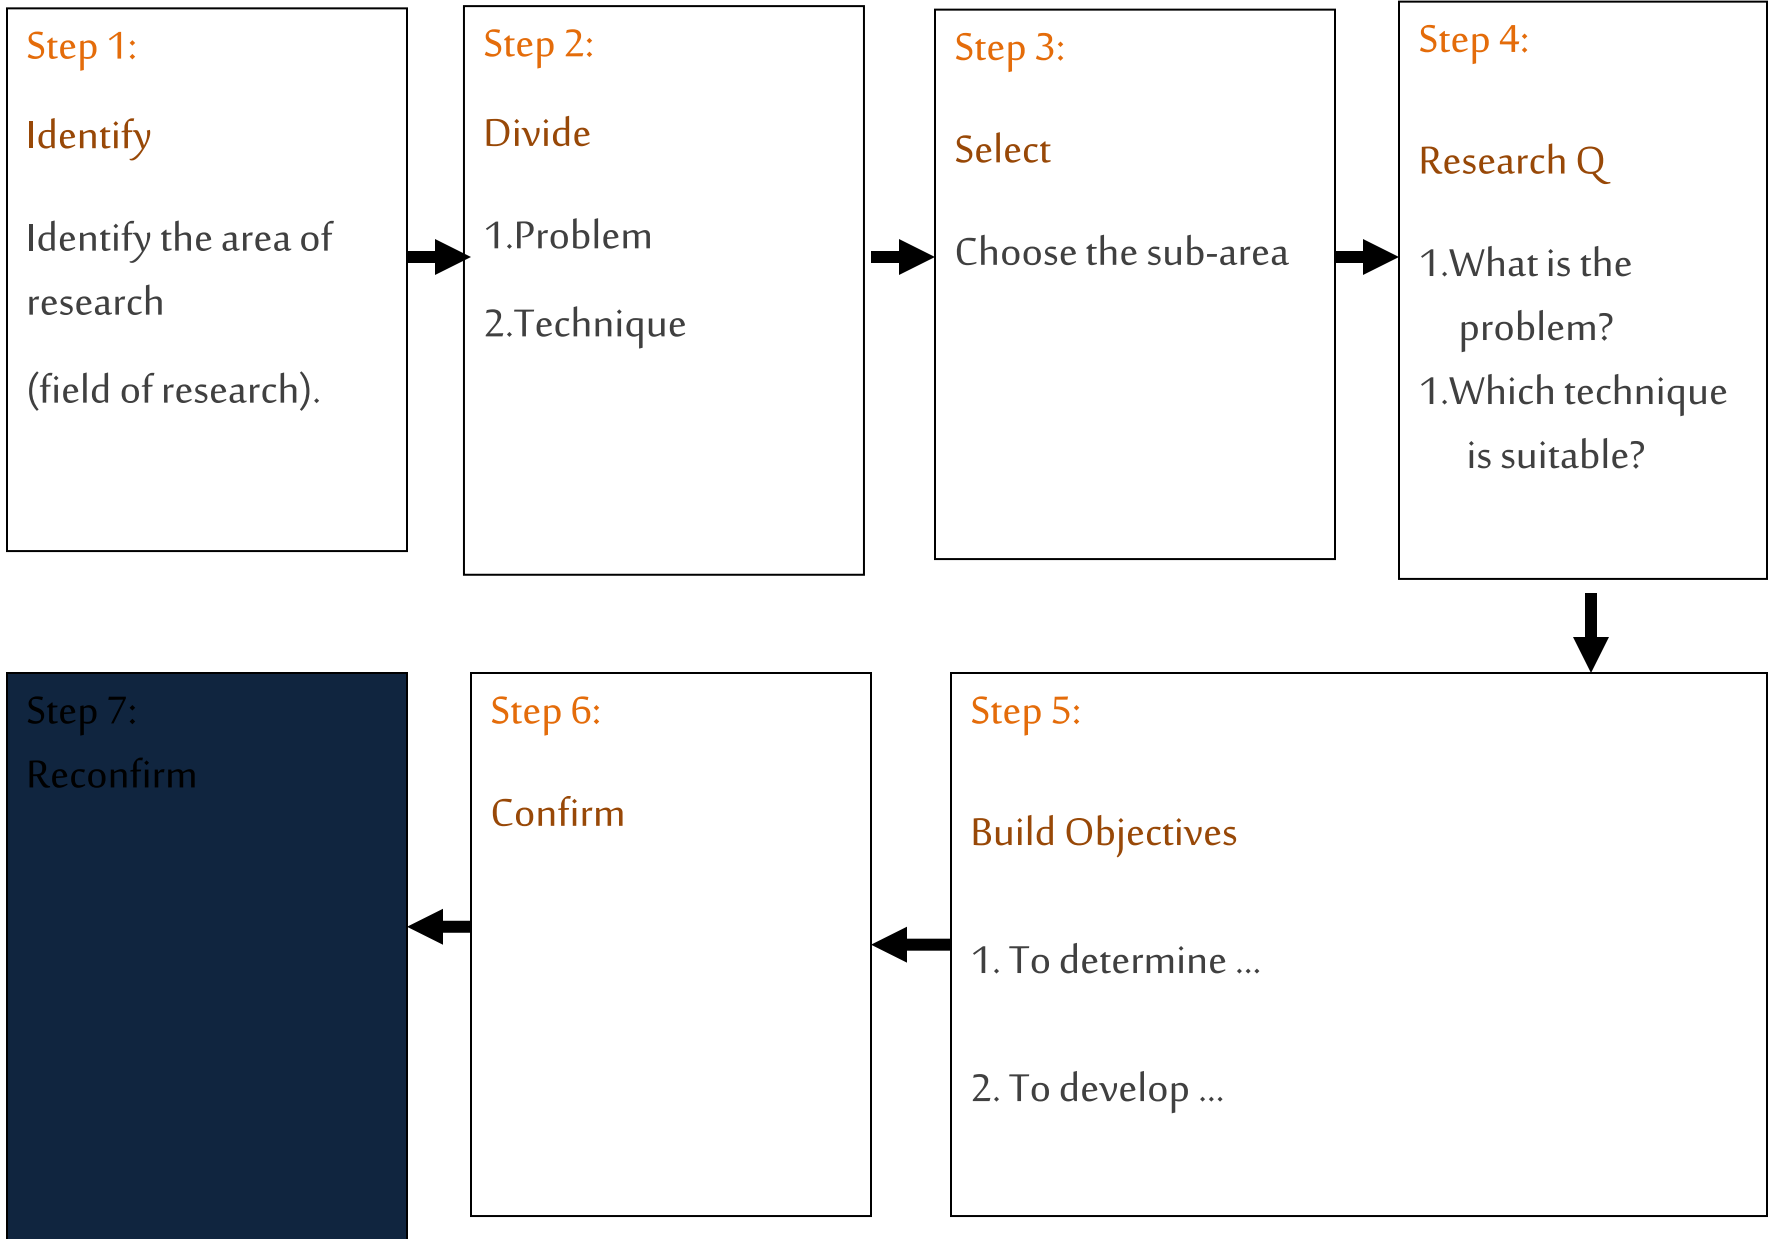 Step 1:
Identify
Identify the area of
research
(field of research).
Step 2:
Divide
1.Problem
2.Technique
Step 3:
Select
Choose the sub-area
Step 4:
Research Q
1.What is the
problem?
1.Which technique
is suitable?
Step 5:
Build Objectives
1. To determine ...
2. To develop ...
Step 6:
Confirm
Step 7:
Reconfirm